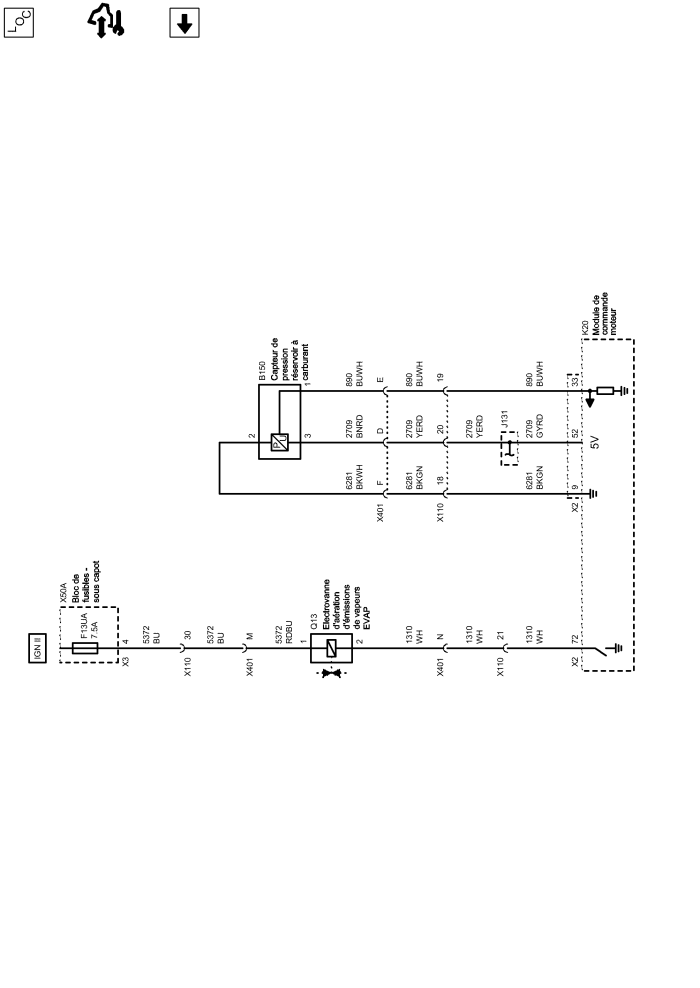 LOC
IGN II
X50A
Bloc de
fusibles -
sous capot
F13UA
7.5A
4
X3
5372
BU
30
X110
5372
BU
M
X401
5372
RDBU
1
Q13
Electrovanne
d'aération
d'émissions
de vapeurs
EVAP
2
1310
WH
N
X401
1310
WH
21
X110
1310
WH
72
X2
B150
Capteur de
pression
réservoir à
carburant
2
1
3
P
U
890
BUWH
E
890
BUWH
19
890
BUWH
33
2709
BNRD
D
2709
YERD
20
2709
YERD
J131
2709
GYRD
52
5V
6281
BKWH
F
X401
6281
BKGN
18
X110
6281
BKGN
9
X2
K20
Module de
commande
moteur